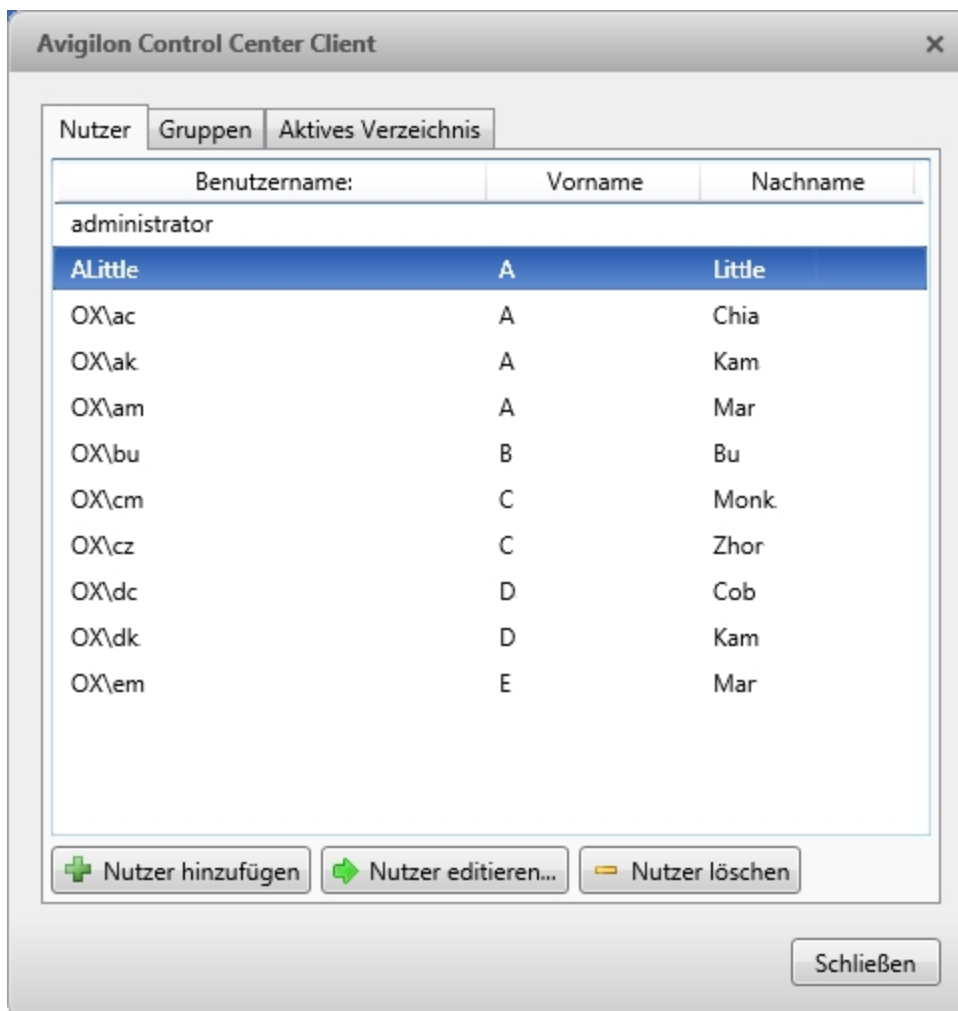 Avigilon Control Center Client
Nutzer Gruppen Aktives Verzeichnis
Benutzername: Vorname Nachname
administrator
ALittle A Little
OX\ac A Chia
OX\ak A Kam
OX\am A Mar
OX\bu B Bu
OX\cm C Monk
OX\cz C Zhor
OX\dc D Cob
OX\dk D Kam
OX\em E Mar
Nutzer hinzufügen Nutzer editieren... Nutzer löschen
Schließen